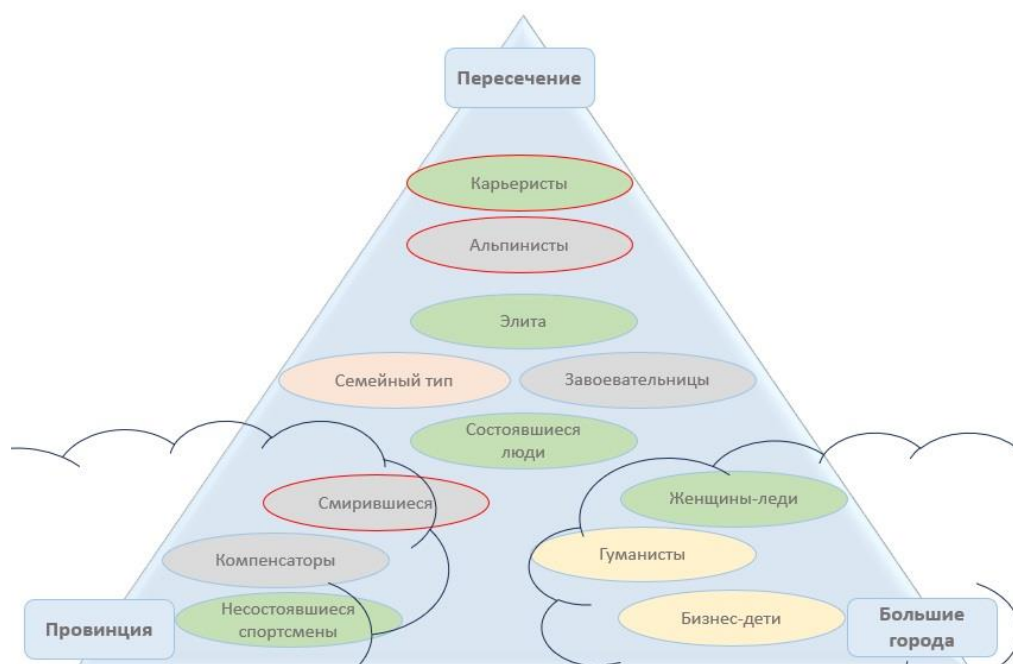 Пересечение
Карьеристы
Альпинисты
Элита
Семейный тип
Завоевательницы
Состоявшиеся
люди
Смирившиеся
Женщины-леди
Компенсаторы
Гуманисты
Провинция
Несостоявшиеся
спортсмены
Бизнес-дети
Большие
города